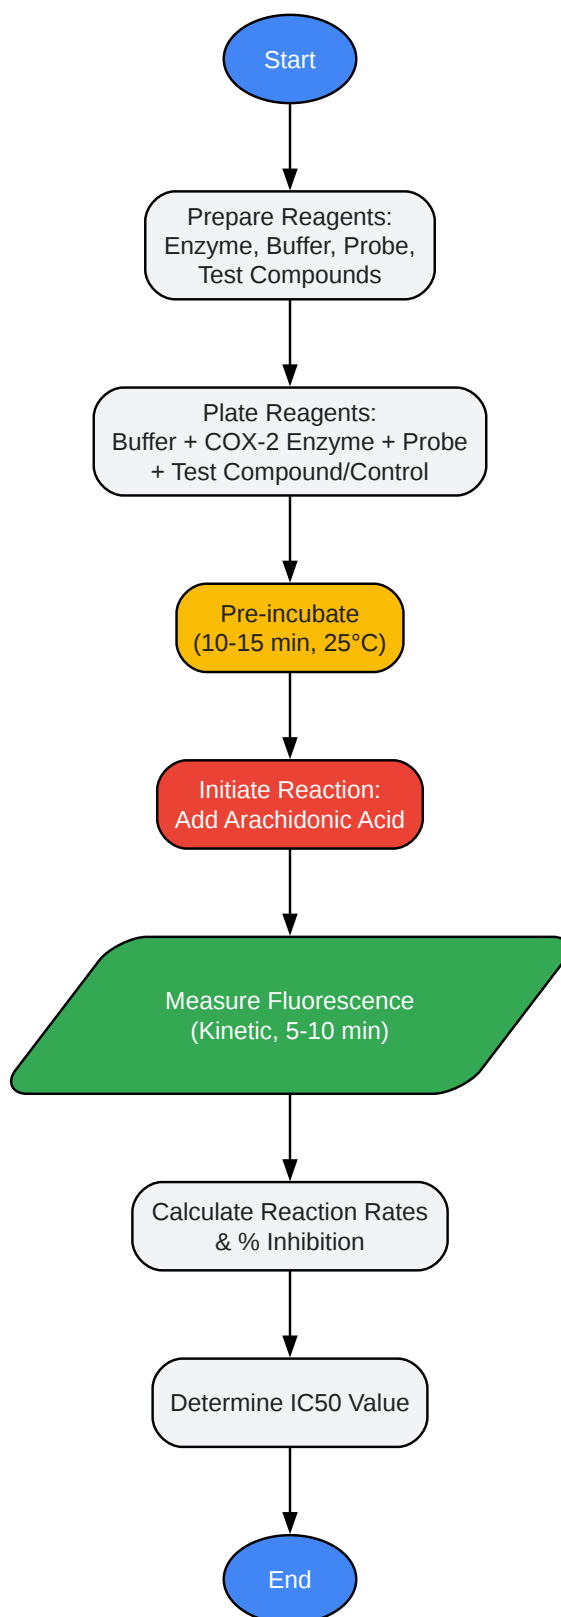 Start
Prepare Reagents:
Enzyme, Buffer, Probe,
Test Compounds
Plate Reagents:
Buffer + COX-2 Enzyme + Probe
+ Test Compound/Control
Pre-incubate
(10-15 min, 25°C)
Initiate Reaction:
Add Arachidonic Acid
Measure Fluorescence
(Kinetic, 5-10 min)
Calculate Reaction Rates
& % Inhibition
Determine IC50 Value
End